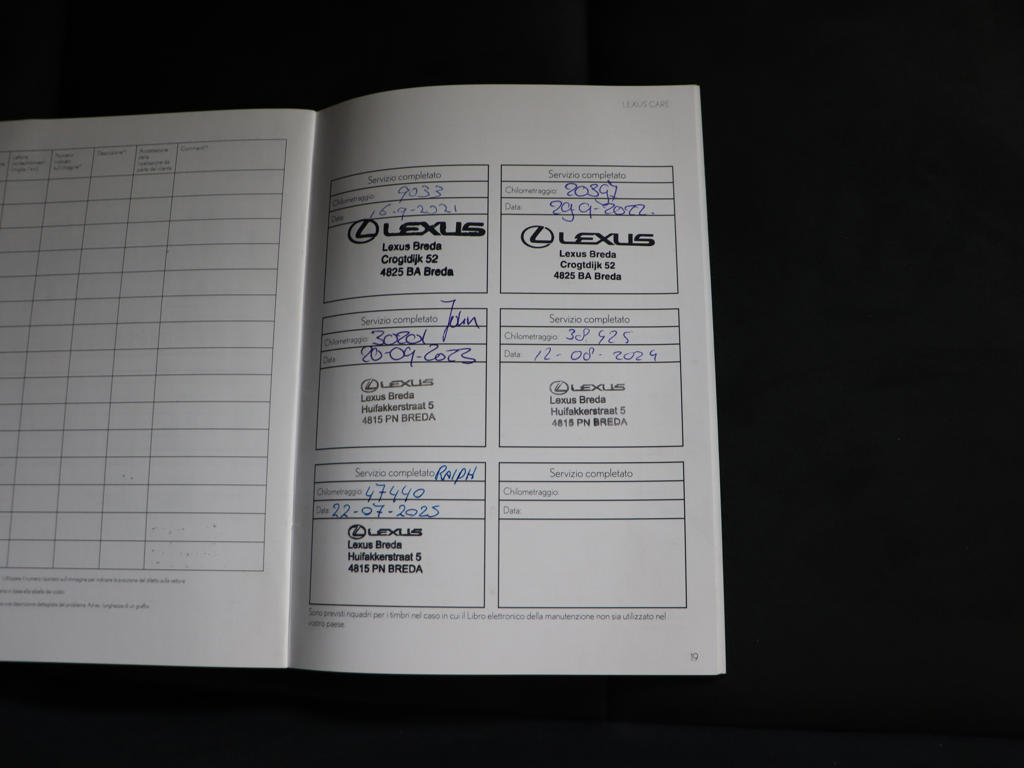 LEXUS CARE
Commenti
Servizio completato
Chilometraggio: 9033
Data: 16-9-2021
LEXUS
Lexus Breda
Crogtdijk 52
4825 BA Breda
Servizio completato
Chilometraggio: 20397
Data: 29-9-2022.
LEXUS
Lexus Breda
Crogtdijk 52
4825 BA Breda
Servizio completato John
Chilometraggio:
Data: 20-09-2023
LEXUS
Lexus Breda
Huifakkerstraat 5
4815 PN BREDA
Servizio completato
Chilometraggio: 38425
Data: 12-08-2024
LEXUS
Lexus Breda
Huifakkerstraat 5
4815 PN BREDA
Servizio completato RALPH
Chilometraggio: 47440
Data: 22-07-2025
LEXUS
Lexus Breda
Huifakkerstraat 5
4815 PN BREDA
Servizio completato
Chilometraggio:
Data:
Sono previsti riquadri per i timbri nel caso in cui il Libro elettronico della manutenzione non sia utilizzato nel
vostro paese.
19